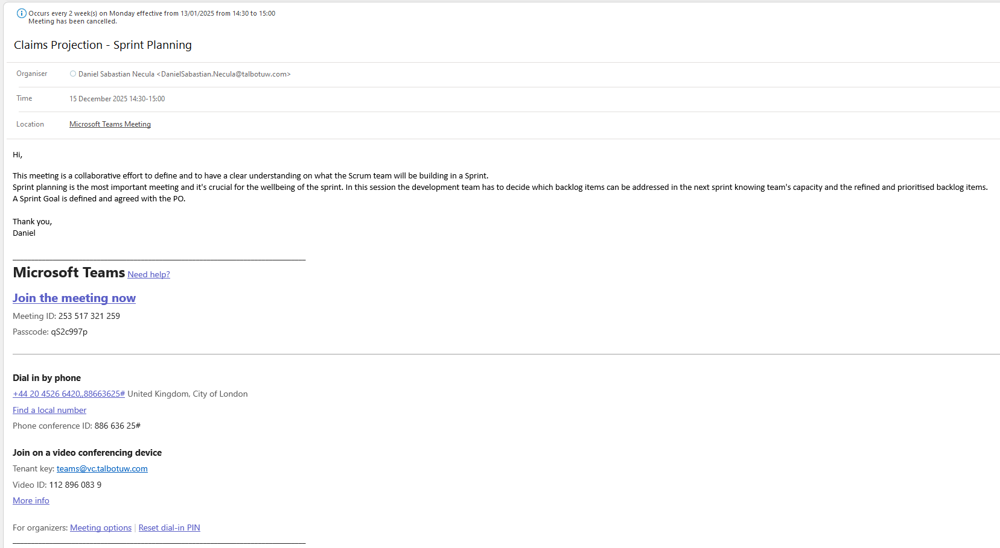 Occurs every 2 week(s) on Monday effective from 13/01/2025 from 14:30 to 15:00
Meeting has been cancelled.
Claims Projection - Sprint Planning
Organiser Daniel Sabastian Necula <DanielSabastian.Necula@talbotuw.com>
Time 15 December 2025 14:30-15:00
Location Microsoft Teams Meeting
Hi,
This meeting is a collaborative effort to define and to have a clear understanding on what the Scrum team will be building in a Sprint.
Sprint planning is the most important meeting and it's crucial for the wellbeing of the sprint. In this session the development team has to decide which backlog items can be addressed in the next sprint knowing team's capacity and the refined and prioritised backlog items.
A Sprint Goal is defined and agreed with the PO.
Thank you,
Daniel
Microsoft Teams Need help?
Join the meeting now
Meeting ID: 253 517 321 259
Passcode: qS2c997p
Dial in by phone
+44 20 4526 6420,,88663625# United Kingdom, City of London
Find a local number
Phone conference ID: 886 636 25#
Join on a video conferencing device
Tenant key: teams@vc.talbotuw.com
Video ID: 112 896 083 9
More info
For organizers: Meeting options | Reset dial-in PIN